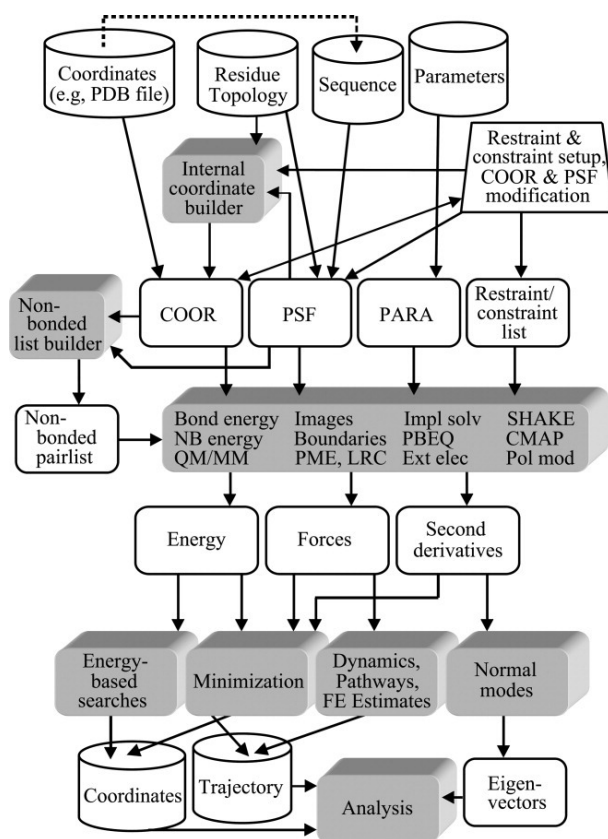 Coordinates
(e.g, PDB file)
Residue
Topology
Sequence
Parameters
Internal
coordinate
builder
Restraint &
constraint setup,
COOR & PSF
modification
Non-
bonded
list builder
COOR
PSF
PARA
Restraint/
constraint
list
Non-
bonded
pairlist
Bond energy
NB energy
QM/MM
Images
Boundaries
PME, LRC
Impl solv
PBEQ
Ext elec
SHAKE
CMAP
Pol mod
Energy
Forces
Second
derivatives
Energy-
based
searches
Minimization
Dynamics,
Pathways,
FE Estimates
Normal
modes
Coordinates
Trajectory
Analysis
Eigen-
vectors